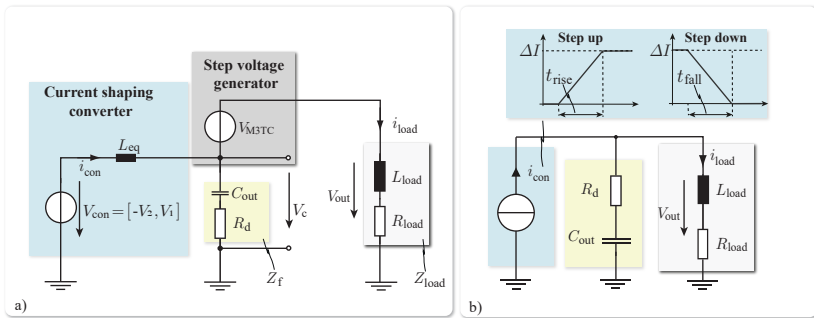 Current shaping
converter
Step voltage
generator
V_M3TC
L_eq
i_con
V_con = [-V_2, V_1]
C_out
R_d
V_c
Z_f
i_load
V_out
L_load
R_load
Z_load
a)
Step up
ΔI
t_rise
Step down
ΔI
t_fall
i_con
R_d
C_out
i_load
V_out
L_load
R_load
b)